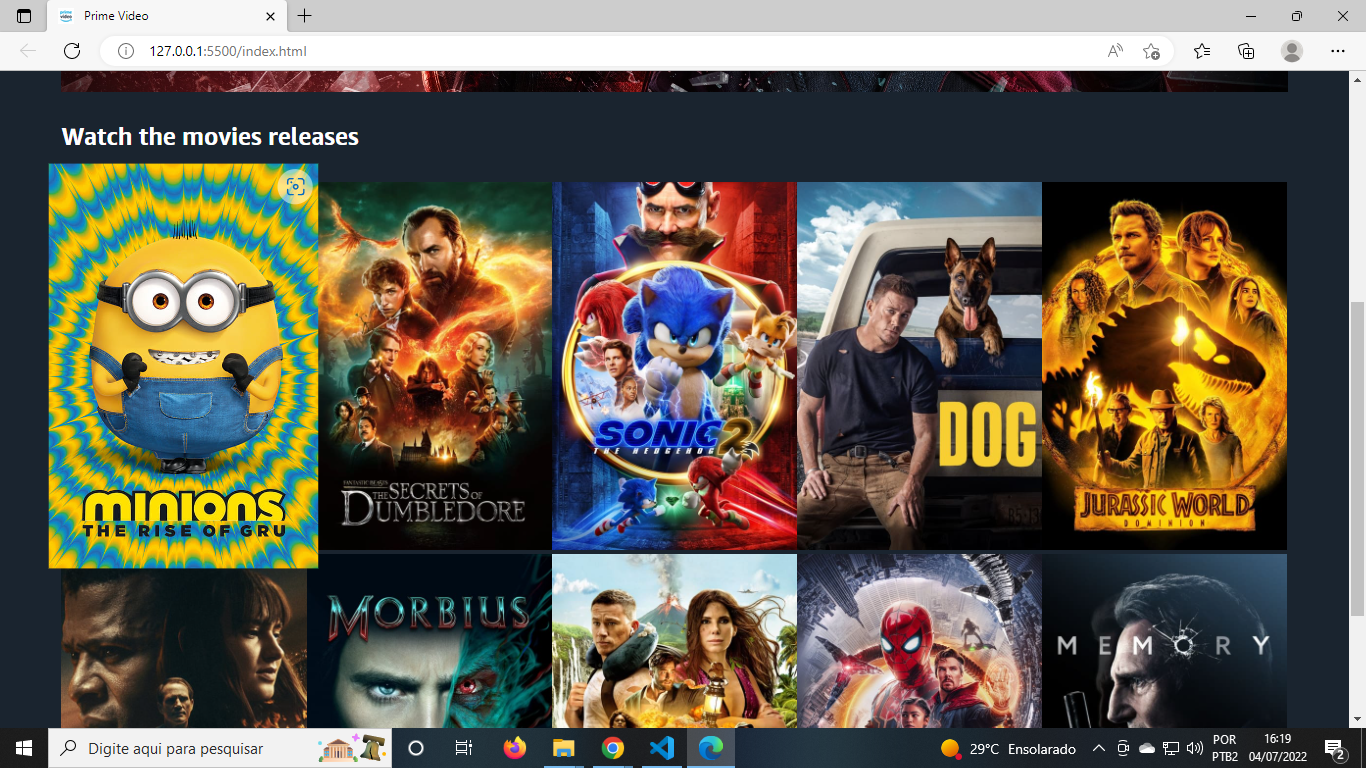 Prime Video
127.0.0.1:5500/index.html
Watch the movies releases
MINIONS
THE RISE OF GRU
FANTASTIC BEASTS
THE SECRETS OF
DUMBLEDORE
SONIC 2
THE HEDGEHOG
DOG
JURASSIC WORLD
DOMINION
MORBIUS
MEMORY
Digite aqui para pesquisar
29°C Ensolarado
POR
PTB2
16:19
04/07/2022
2